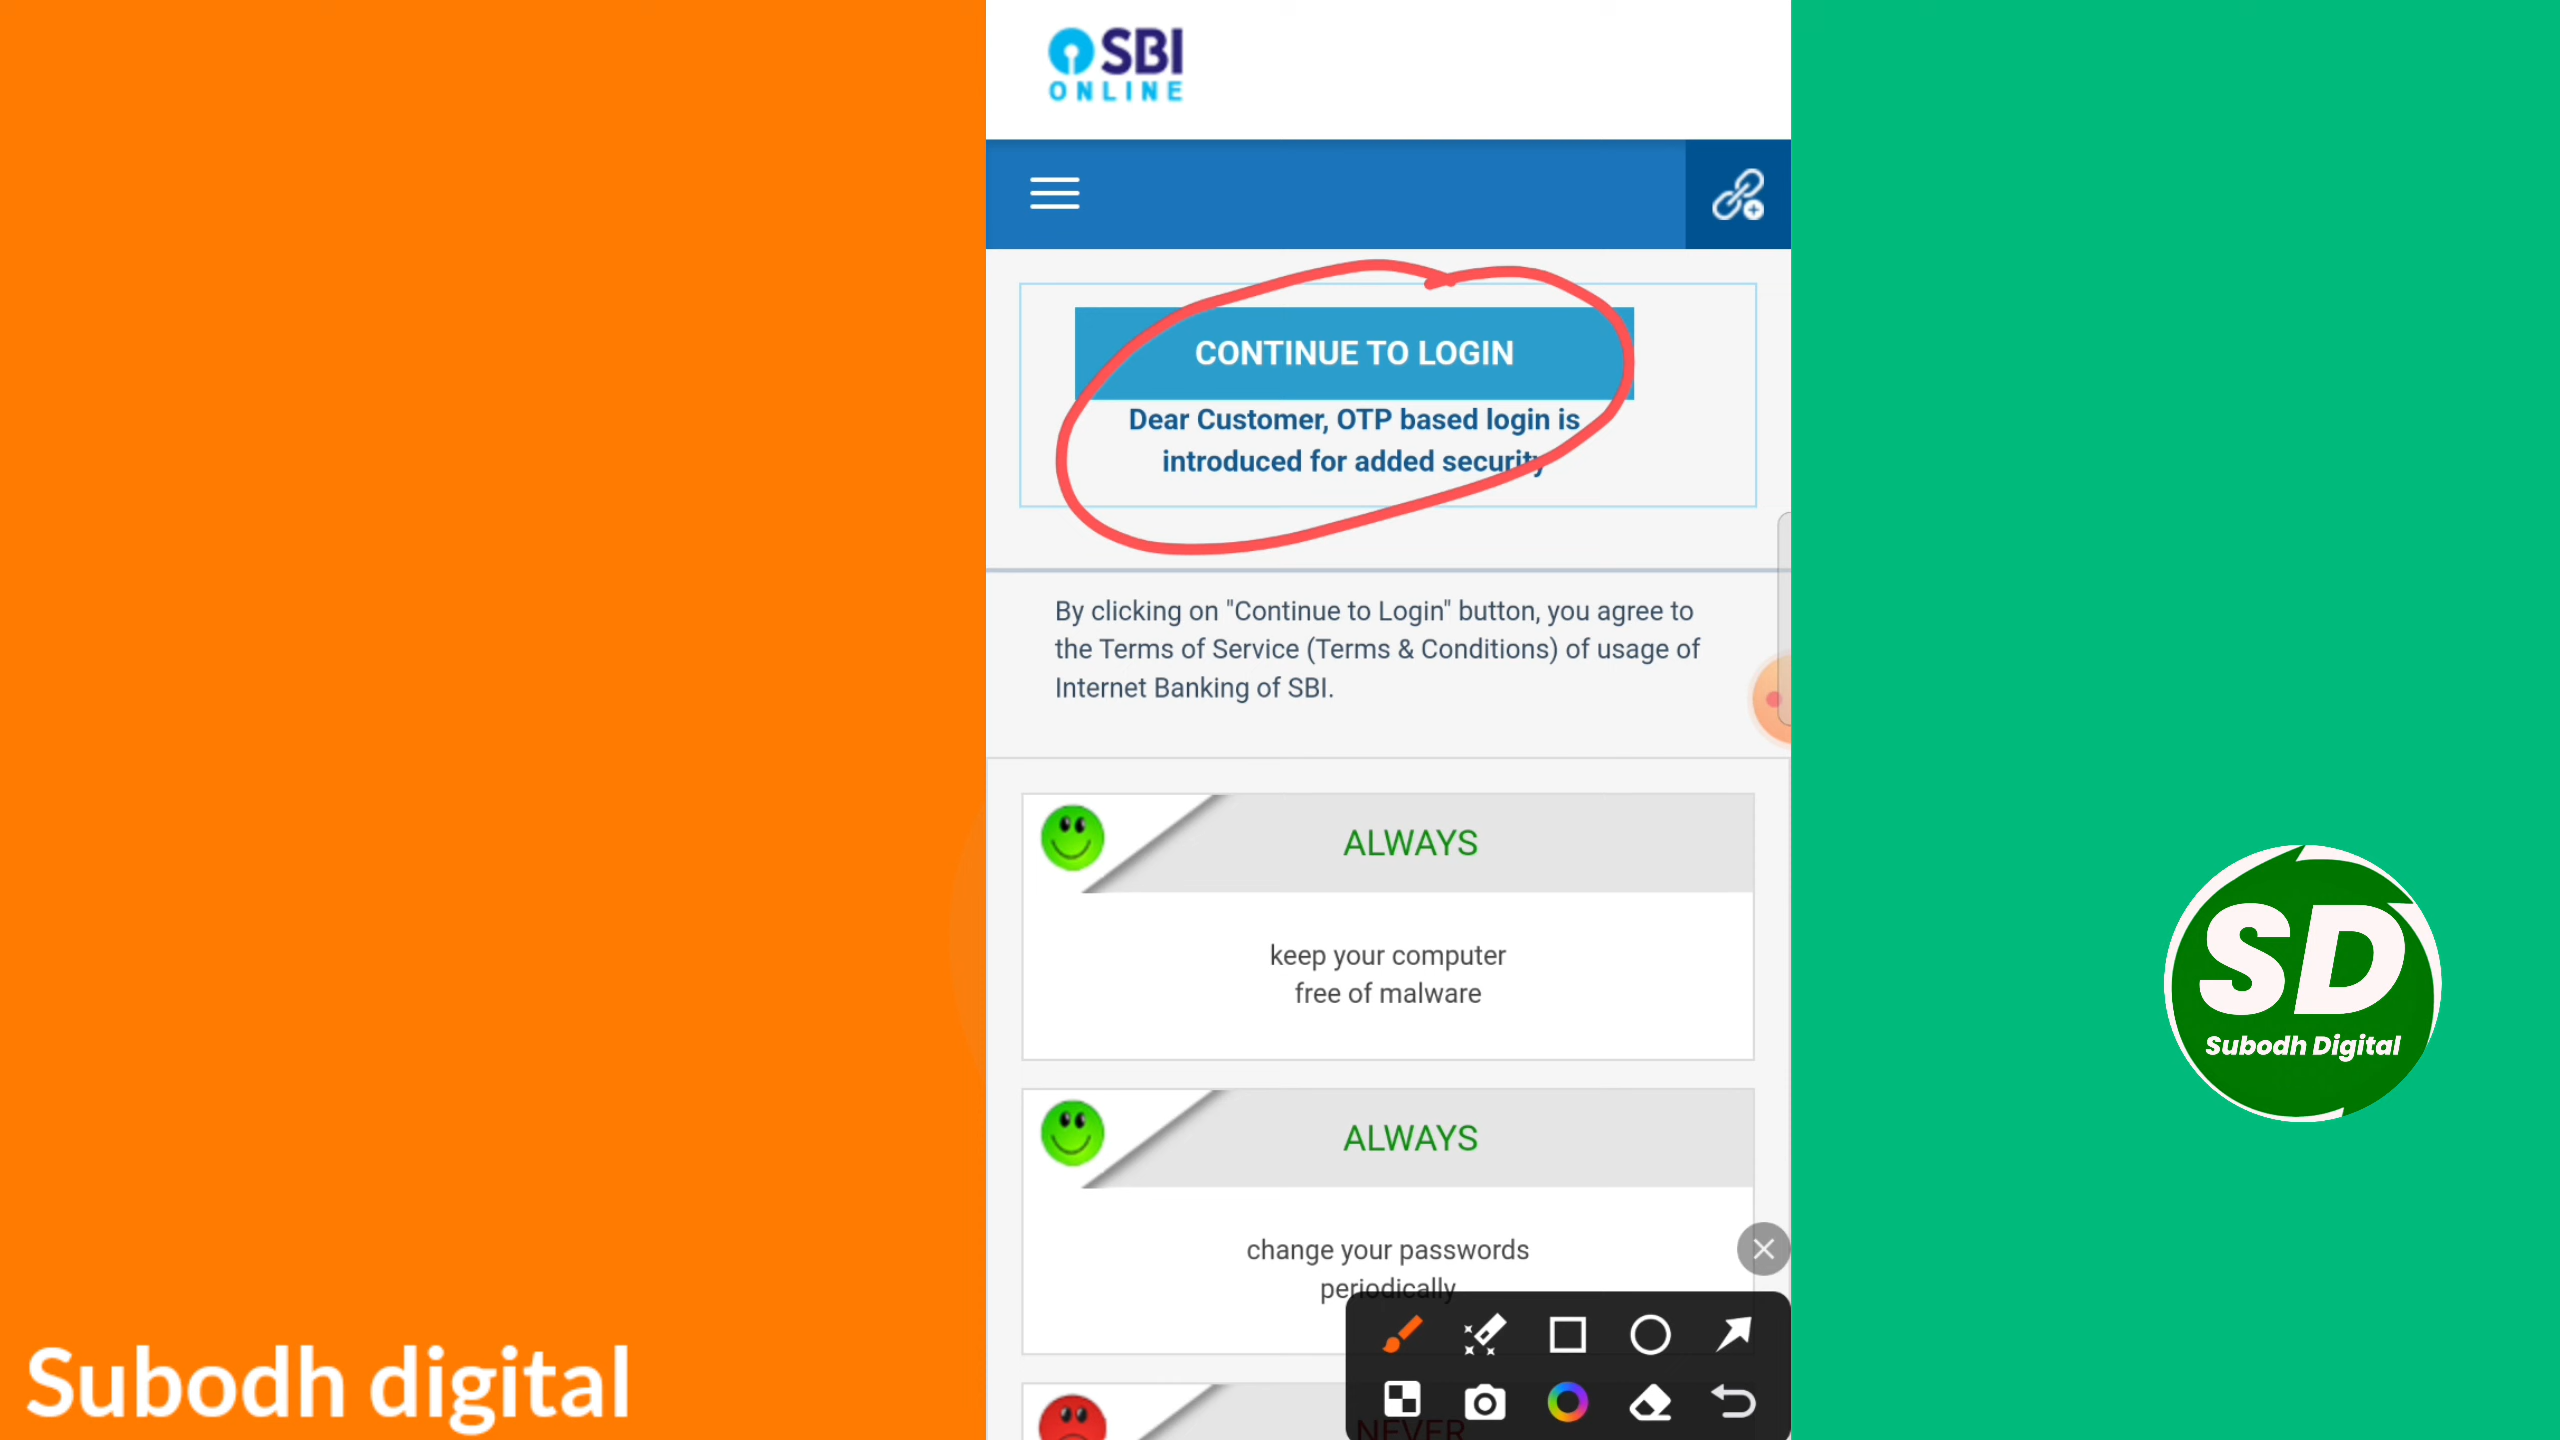 SBI
ONLINE
CONTINUE TO LOGIN
Dear Customer, OTP based login is
introduced for added security
By clicking on "Continue to Login" button, you agree to
the Terms of Service (Terms & Conditions) of usage of
Internet Banking of SBI.
ALWAYS
keep your computer
free of malware
ALWAYS
change your passwords
periodically
NEVER
SD
Subodh Digital
Subodh digital